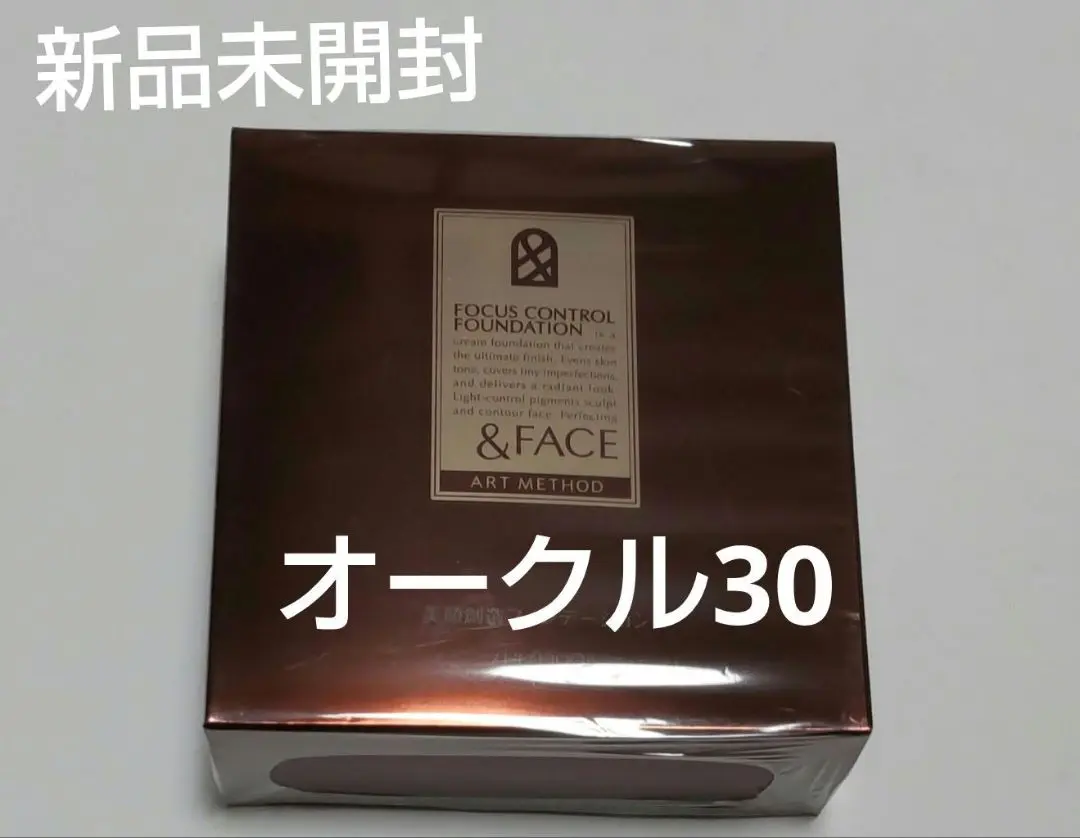 新品未開封
FOCUS CONTROL
FOUNDATION is a
cream foundation that creates
the ultimate finish. Evens skin
tone, covers tiny imperfections,
and delivers a radiant look.
Light-control pigments sculpt
and contour face. Perfecting
&FACE
ART METHOD
オークル30